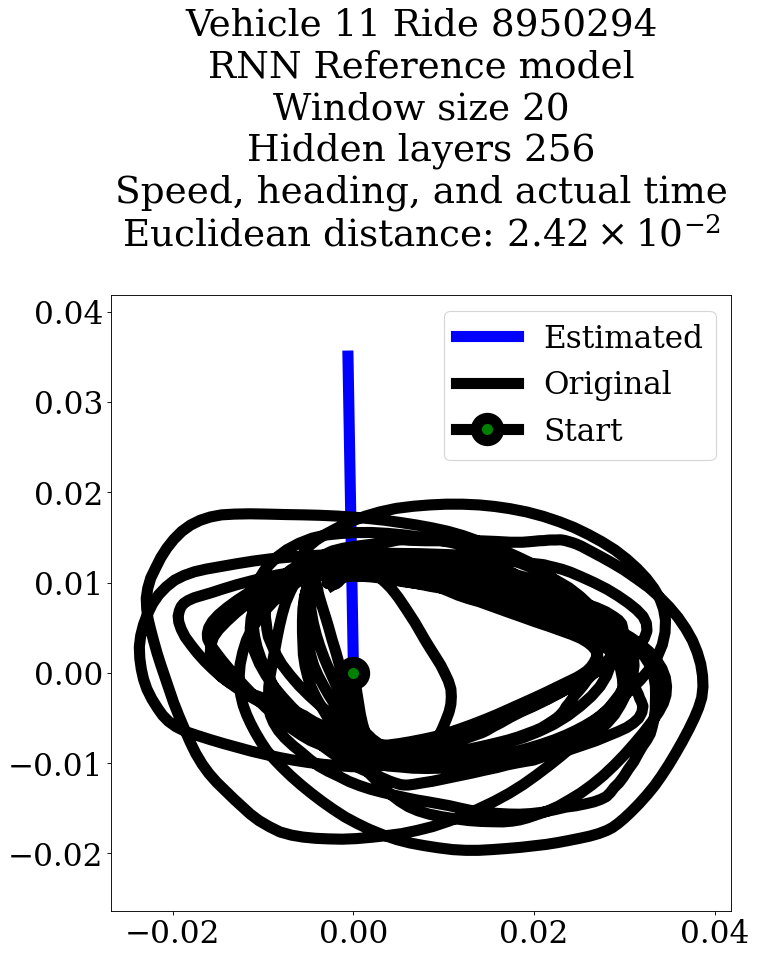 Vehicle 11 Ride 8950294
RNN Reference model
Window size 20
Hidden layers 256
Speed, heading, and actual time
Euclidean distance: 2.42 × 10⁻²
Estimated
Original
Start
0.04
0.03
0.02
0.01
0.00
−0.01
−0.02
−0.02 0.00 0.02 0.04